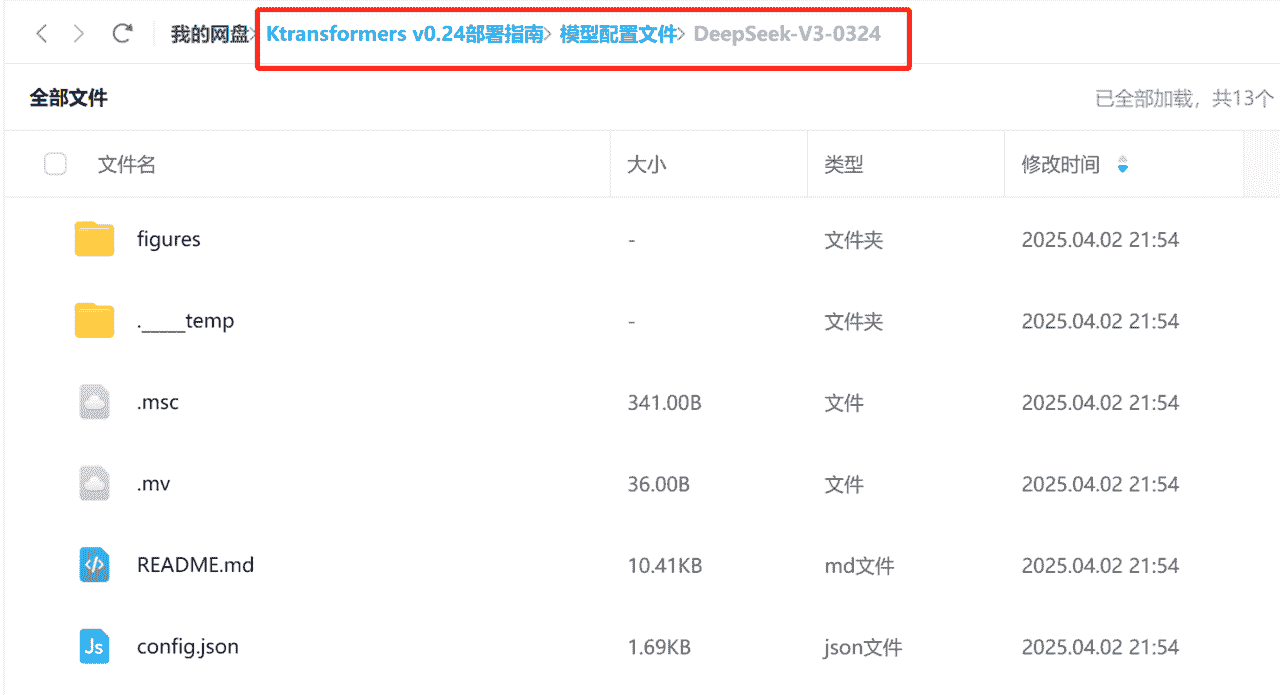 我的网盘> Ktransformers v0.24部署指南> 模型配置文件> DeepSeek-V3-0324
全部文件 已全部加载，共13个
文件名 大小 类型 修改时间
figures - 文件夹 2025.04.02 21:54
._____temp - 文件夹 2025.04.02 21:54
.msc 341.00B 文件 2025.04.02 21:54
.mv 36.00B 文件 2025.04.02 21:54
README.md 10.41KB md文件 2025.04.02 21:54
Js config.json 1.69KB json文件 2025.04.02 21:54